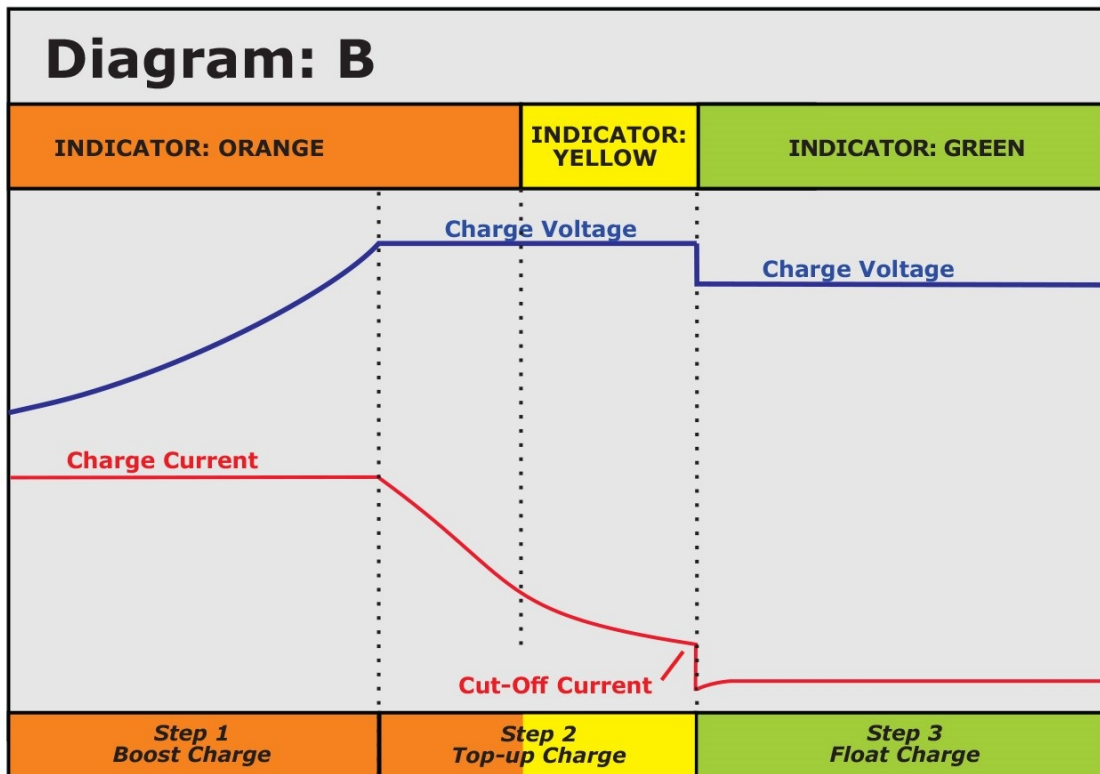 Diagram: B
INDICATOR: ORANGE
INDICATOR:
YELLOW
INDICATOR: GREEN
Charge Voltage
Charge Voltage
Charge Current
Cut-Off Current
Step 1
Boost Charge
Step 2
Top-up Charge
Step 3
Float Charge